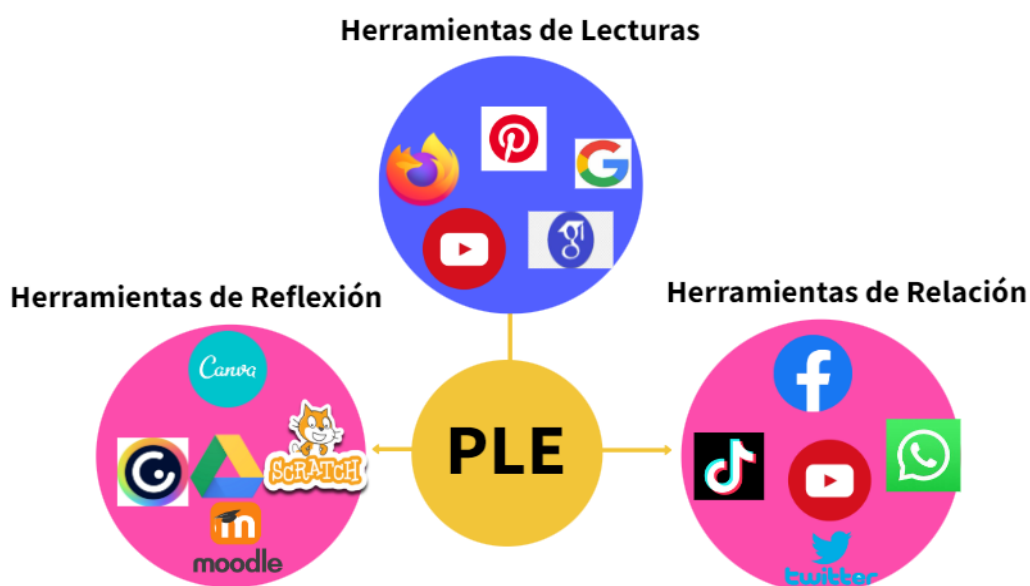 Herramientas de Lecturas
Herramientas de Reflexión
Herramientas de Relación
Canva
SCRATCH
PLE
moodle
twitter